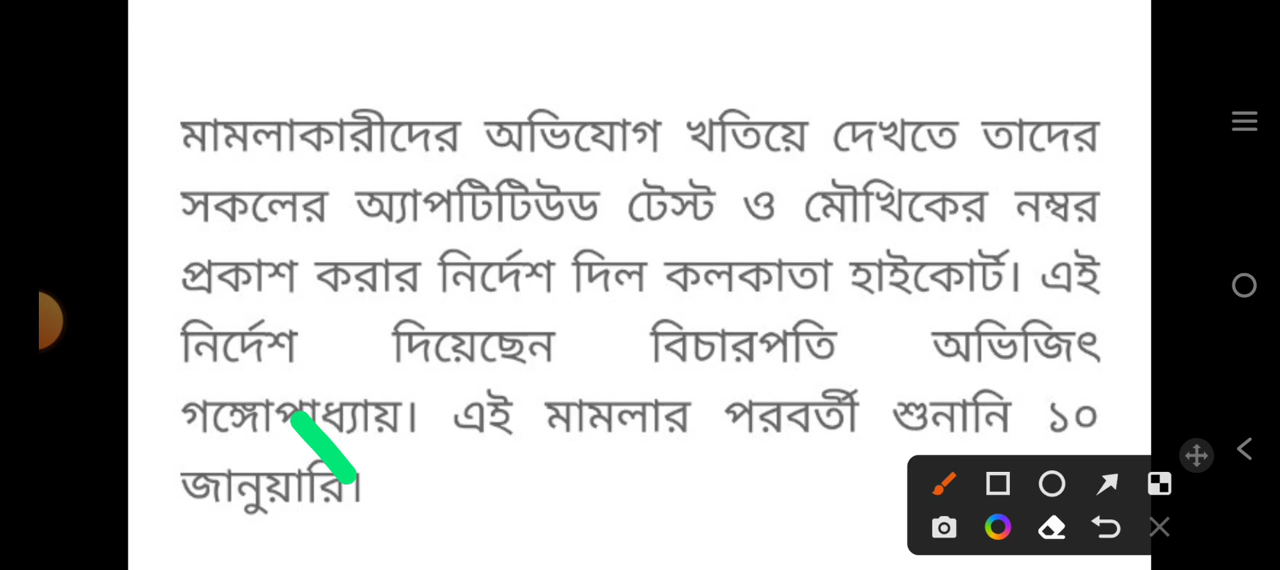 মামলাকারীদের অভিযোগ খতিয়ে দেখতে তাদের
সকলের অ্যাপটিটিউড টেস্ট ও মৌখিকের নম্বর
প্রকাশ করার নির্দেশ দিল কলকাতা হাইকোর্ট। এই
নির্দেশ দিয়েছেন বিচারপতি অভিজিৎ
গঙ্গোপাধ্যায়। এই মামলার পরবর্তী শুনানি ১০
জানুয়ারি।